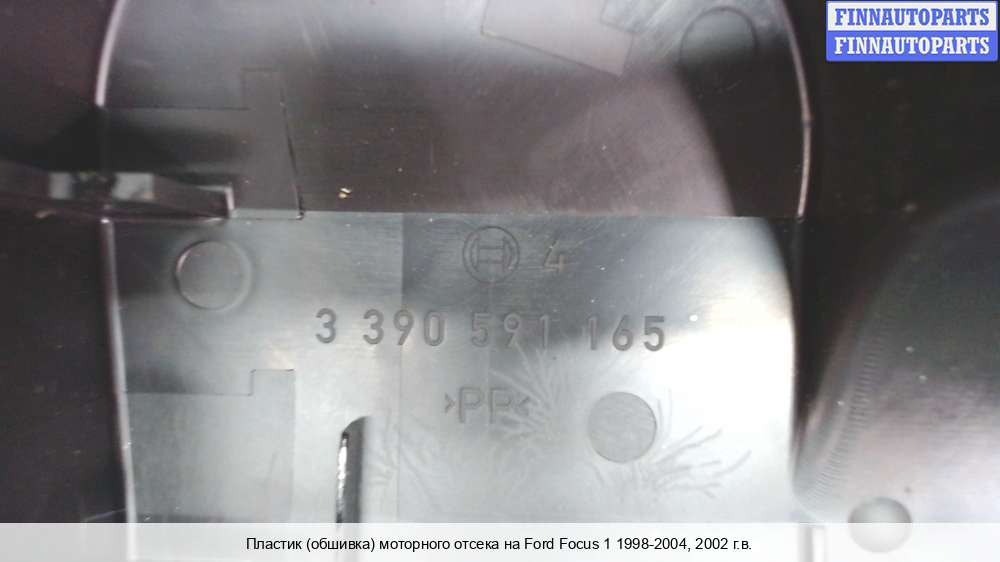 FINNAUTOPARTS
FINNAUTOPARTS
4
3 390 591 165
>PP<
Пластик (обшивка) моторного отсека на Ford Focus 1 1998-2004, 2002 г.в.